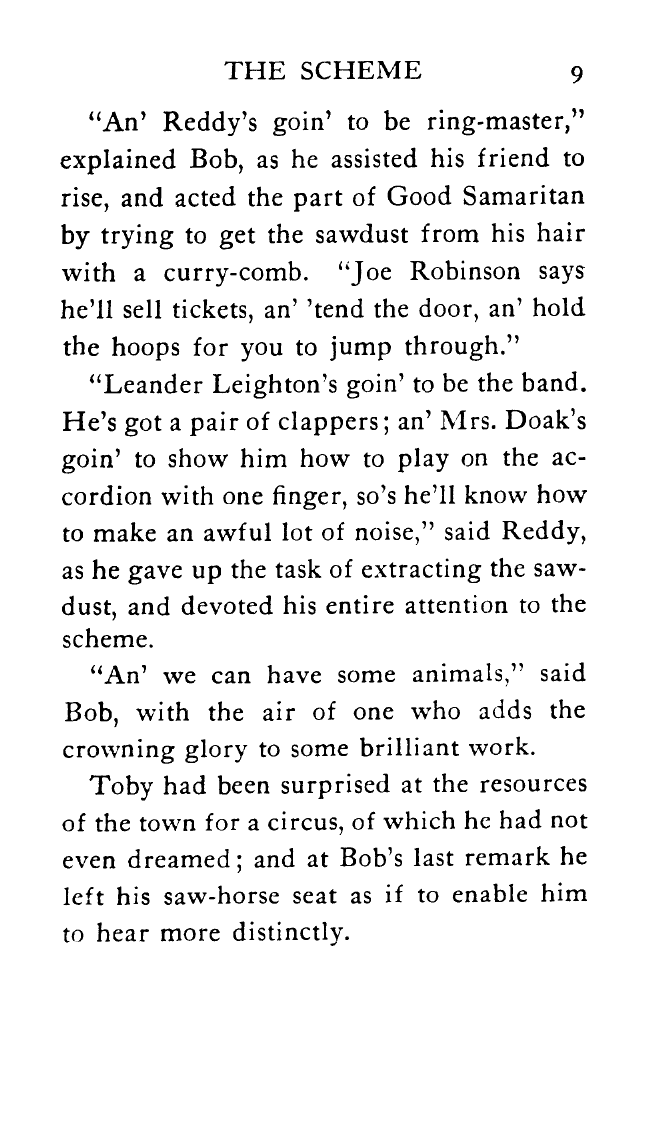 THE SCHEME 9
“An’ Reddy’s goin’ to be ring-master,”
explained Bob, as he assisted his friend to
rise, and acted the part of Good Samaritan
by trying to get the sawdust from his hair
with a curry-comb. “Joe Robinson says
he’ll sell tickets, an’ ’tend the door, an’ hold
the hoops for you to jump through.”
“Leander Leighton’s goin’ to be the band.
He’s got a pair of clappers; an’ Mrs. Doak’s
goin’ to show him how to play on the ac-
cordion with one finger, so’s he’ll know how
to make an awful lot of noise,” said Reddy,
as he gave up the task of extracting the saw-
dust, and devoted his entire attention to the
scheme.
“An’ we can have some animals,” said
Bob, with the air of one who adds the
crowning glory to some brilliant work.
Toby had been surprised at the resources
of the town for a circus, of which he had not
even dreamed; and at Bob’s last remark he
left his saw-horse seat as if to enable him
to hear more distinctly.